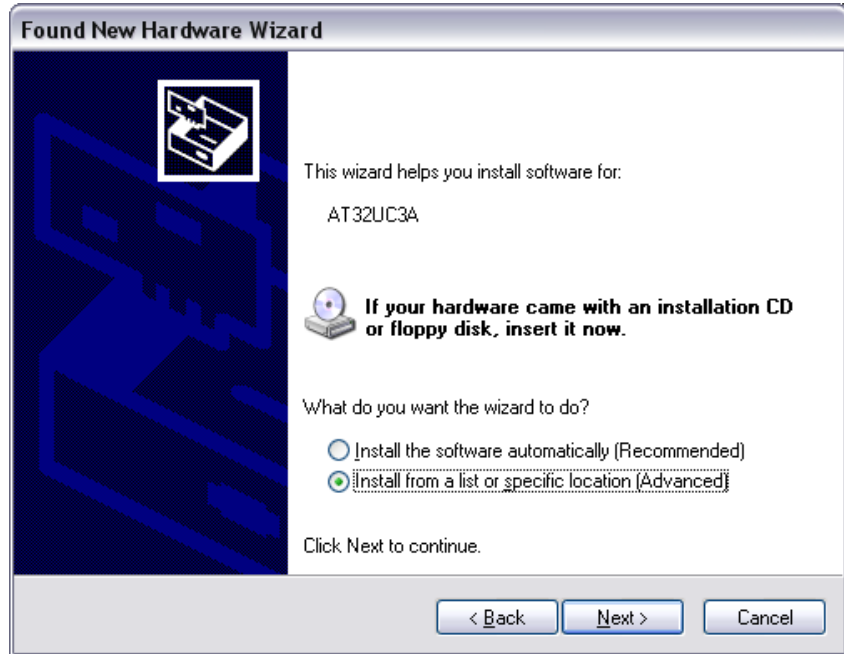 Found New Hardware Wizard
This wizard helps you install software for:
AT32UC3A
If your hardware came with an installation CD
or floppy disk, insert it now.
What do you want the wizard to do?
Install the software automatically (Recommended)
Install from a list or specific location (Advanced)
Click Next to continue.
< Back
Next >
Cancel